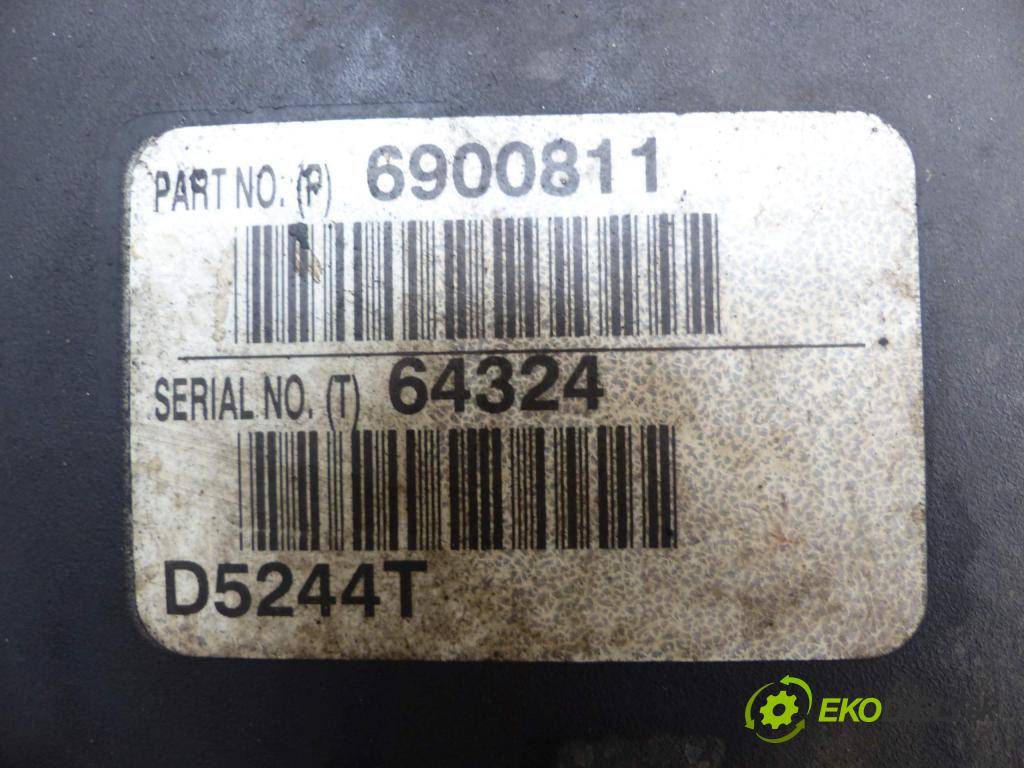 PART NO. (P) 6900811
SERIAL NO. (T) 64324
D5244T
EKO